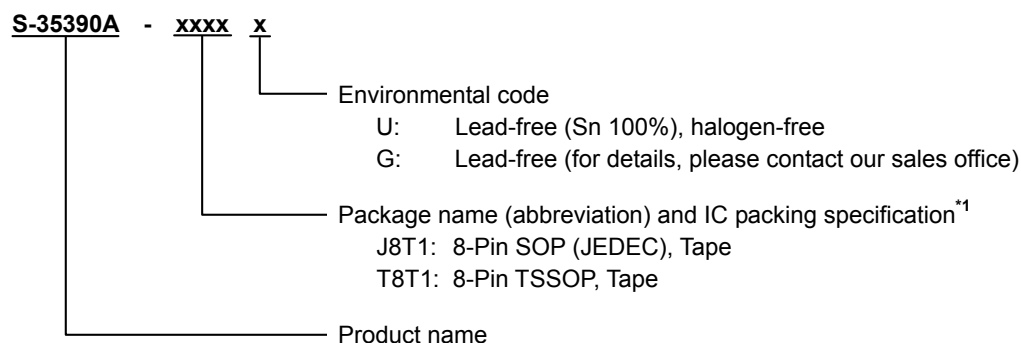 S-35390A - xxxx x
Environmental code
U: Lead-free (Sn 100%), halogen-free
G: Lead-free (for details, please contact our sales office)
Package name (abbreviation) and IC packing specification*1
J8T1: 8-Pin SOP (JEDEC), Tape
T8T1: 8-Pin TSSOP, Tape
Product name